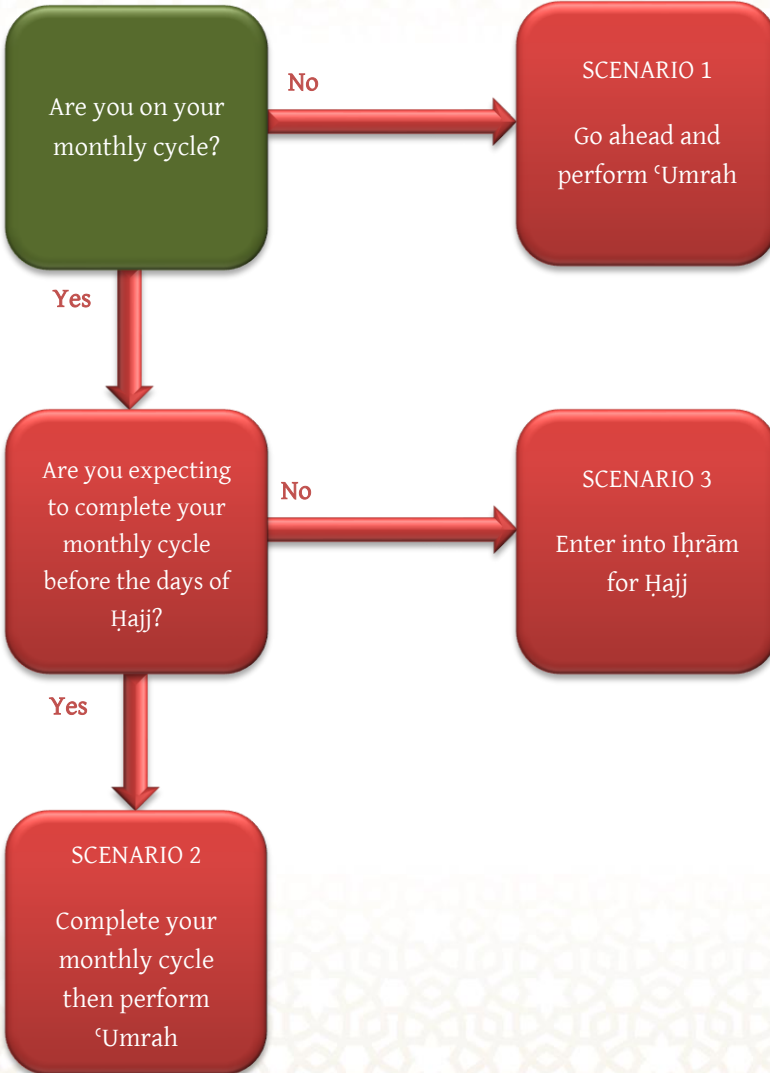 Are you on your
monthly cycle?
No
SCENARIO 1
Go ahead and
perform ʿUmrah
Yes
Are you expecting
to complete your
monthly cycle
before the days of
Ḥajj?
No
SCENARIO 3
Enter into Iḥrām
for Ḥajj
Yes
SCENARIO 2
Complete your
monthly cycle
then perform
ʿUmrah